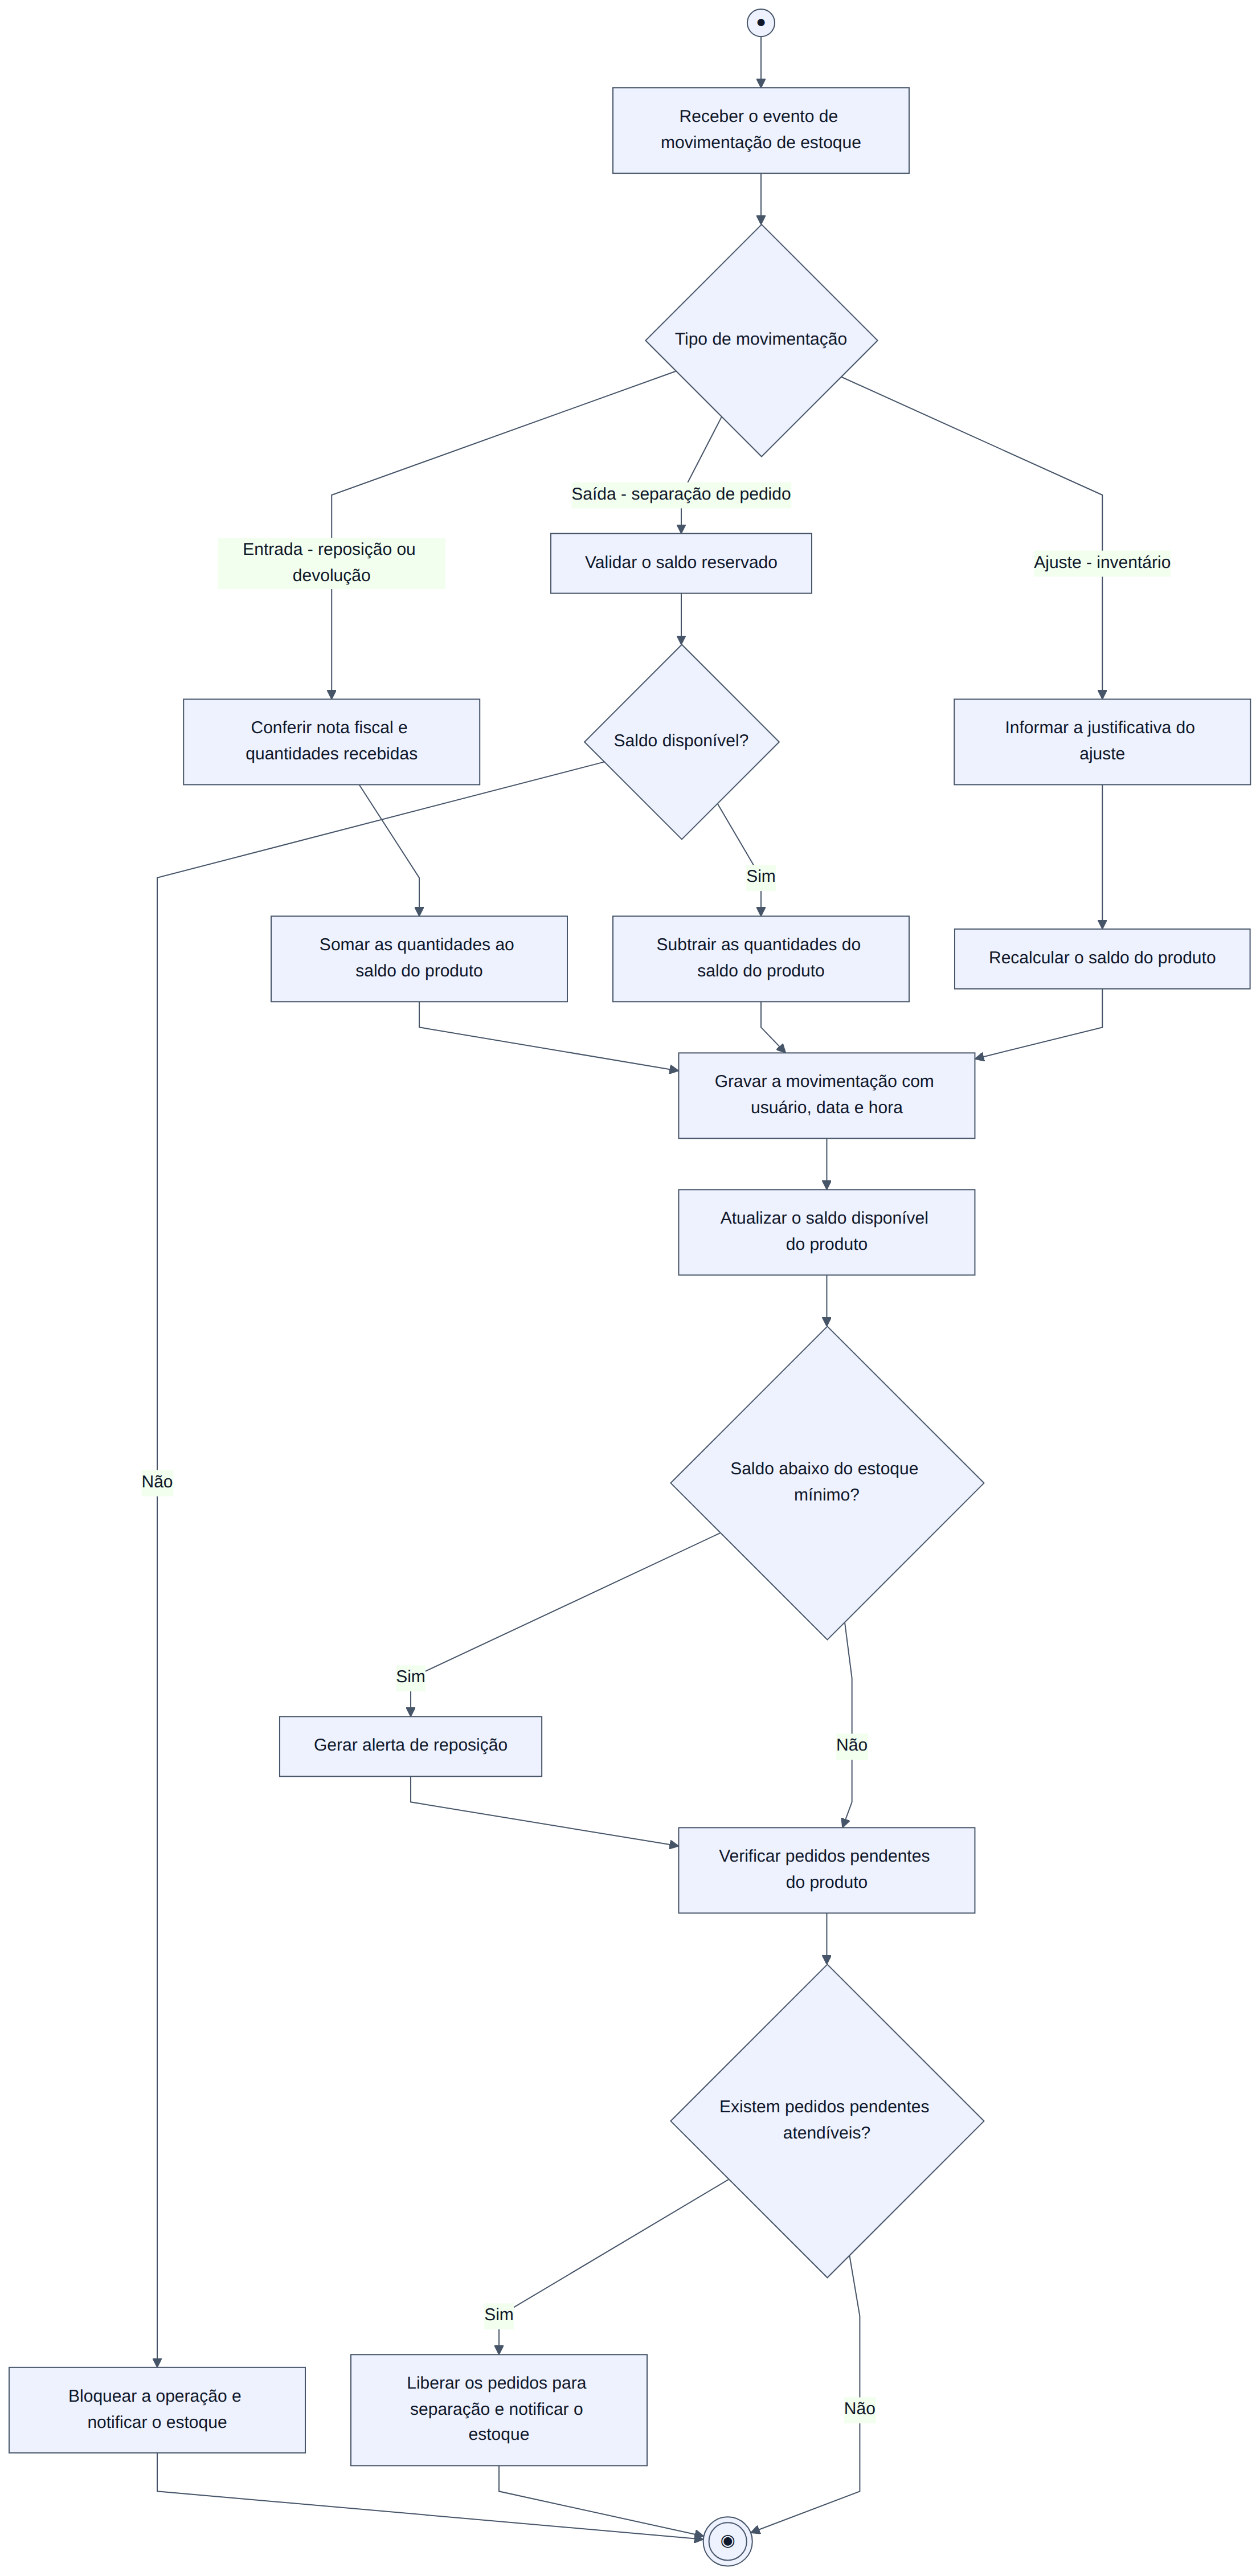 Receber o evento de
movimentação de estoque
Tipo de movimentação
Saída - separação de pedido
Entrada - reposição ou
devolução
Validar o saldo reservado
Ajuste - inventário
Conferir nota fiscal e
quantidades recebidas
Saldo disponível?
Informar a justificativa do
ajuste
Sim
Somar as quantidades ao
saldo do produto
Subtrair as quantidades do
saldo do produto
Recalcular o saldo do produto
Gravar a movimentação com
usuário, data e hora
Atualizar o saldo disponível
do produto
Saldo abaixo do estoque
mínimo?
Não
Sim
Gerar alerta de reposição
Não
Verificar pedidos pendentes
do produto
Existem pedidos pendentes
atendíveis?
Sim
Bloquear a operação e
notificar o estoque
Liberar os pedidos para
separação e notificar o
estoque
Não